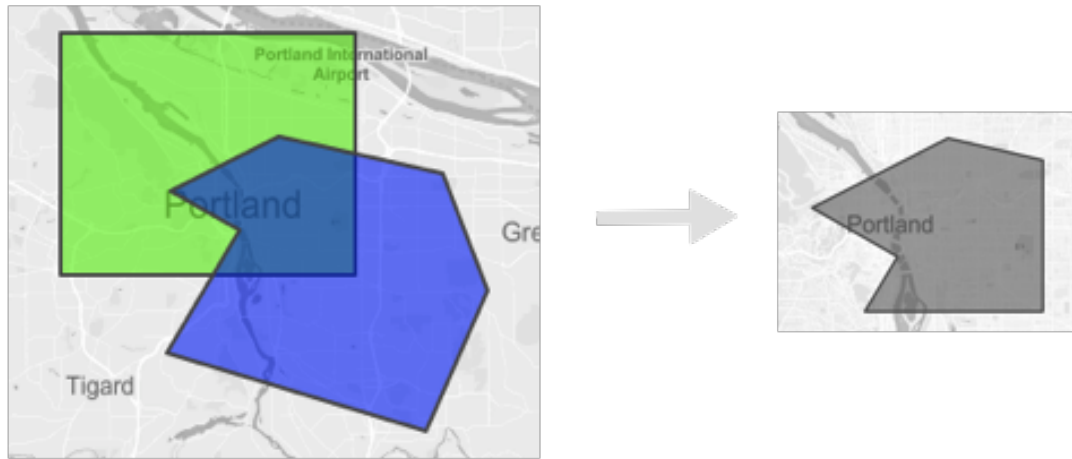 Portland International
Airport
Portland
Gre
Tigard
Portland